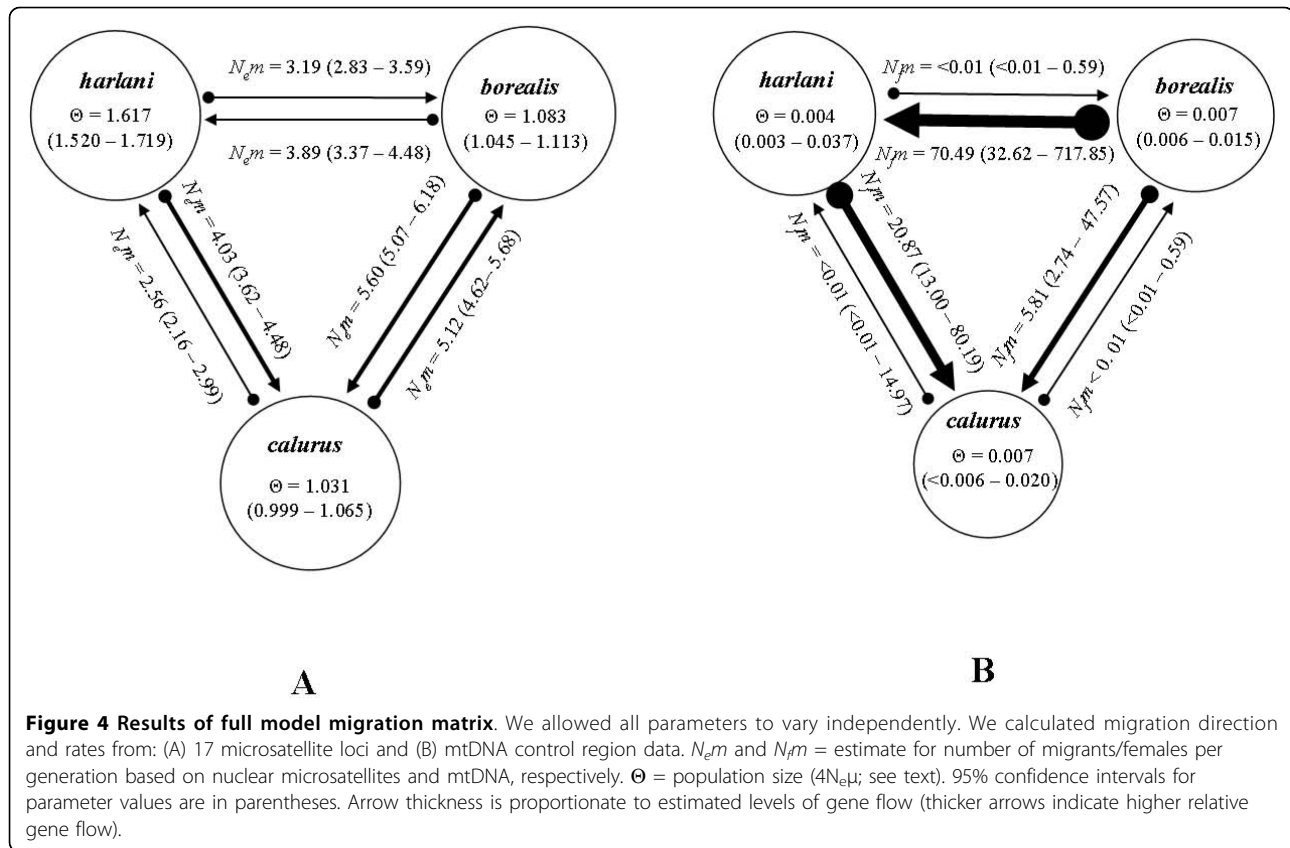 harlani
Θ = 1.617
(1.520 – 1.719)
Nₑm = 3.19 (2.83 – 3.59)
Nₑm = 3.89 (3.37 – 4.48)
borealis
Θ = 1.083
(1.045 – 1.113)
Nₑm = 4.03 (3.62 – 4.48)
Nₑm = 2.56 (2.16 – 2.99)
Nₑm = 5.60 (5.07 – 6.18)
Nₑm = 5.12 (4.62 – 5.68)
calurus
Θ = 1.031
(0.999 – 1.065)
A
harlani
Θ = 0.004
(0.003 – 0.037)
N_fm = <0.01 (<0.01 – 0.59)
N_fm = 70.49 (32.62 – 717.85)
borealis
Θ = 0.007
(0.006 – 0.015)
N_fm = 20.87 (13.00 – 80.19)
N_fm = <0.01 (<0.01 – 14.97)
N_fm = 5.81 (2.74 – 47.57)
N_fm < 0. 01 (<0.01 – 0.59)
calurus
Θ = 0.007
(<0.006 – 0.020)
B
Figure 4 Results of full model migration matrix. We allowed all parameters to vary independently. We calculated migration direction
and rates from: (A) 17 microsatellite loci and (B) mtDNA control region data. Nₑm and N_fm = estimate for number of migrants/females per
generation based on nuclear microsatellites and mtDNA, respectively. Θ = population size (4Nₑμ; see text). 95% confidence intervals for
parameter values are in parentheses. Arrow thickness is proportionate to estimated levels of gene flow (thicker arrows indicate higher relative
gene flow).